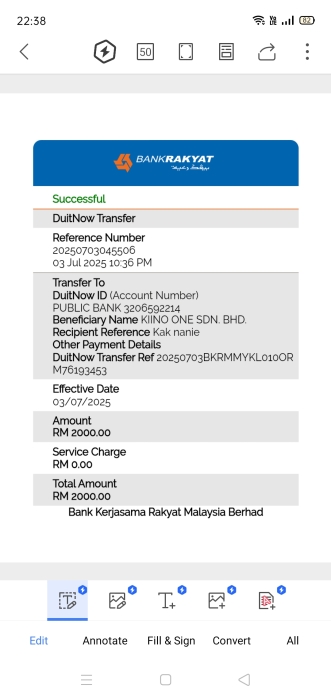 22:38
82
50
BANKRAKYAT
Successful
DuitNow Transfer
Reference Number
20250703045506
03 Jul 2025 10:36 PM
Transfer To
DuitNow ID (Account Number)
PUBLIC BANK 3206592214
Beneficiary Name KIINO ONE SDN. BHD.
Recipient Reference Kak nanie
Other Payment Details
DuitNow Transfer Ref 20250703BKRMMYKL010OR
M76193453
Effective Date
03/07/2025
Amount
RM 2000.00
Service Charge
RM 0.00
Total Amount
RM 2000.00
Bank Kerjasama Rakyat Malaysia Berhad
Edit Annotate Fill & Sign Convert All